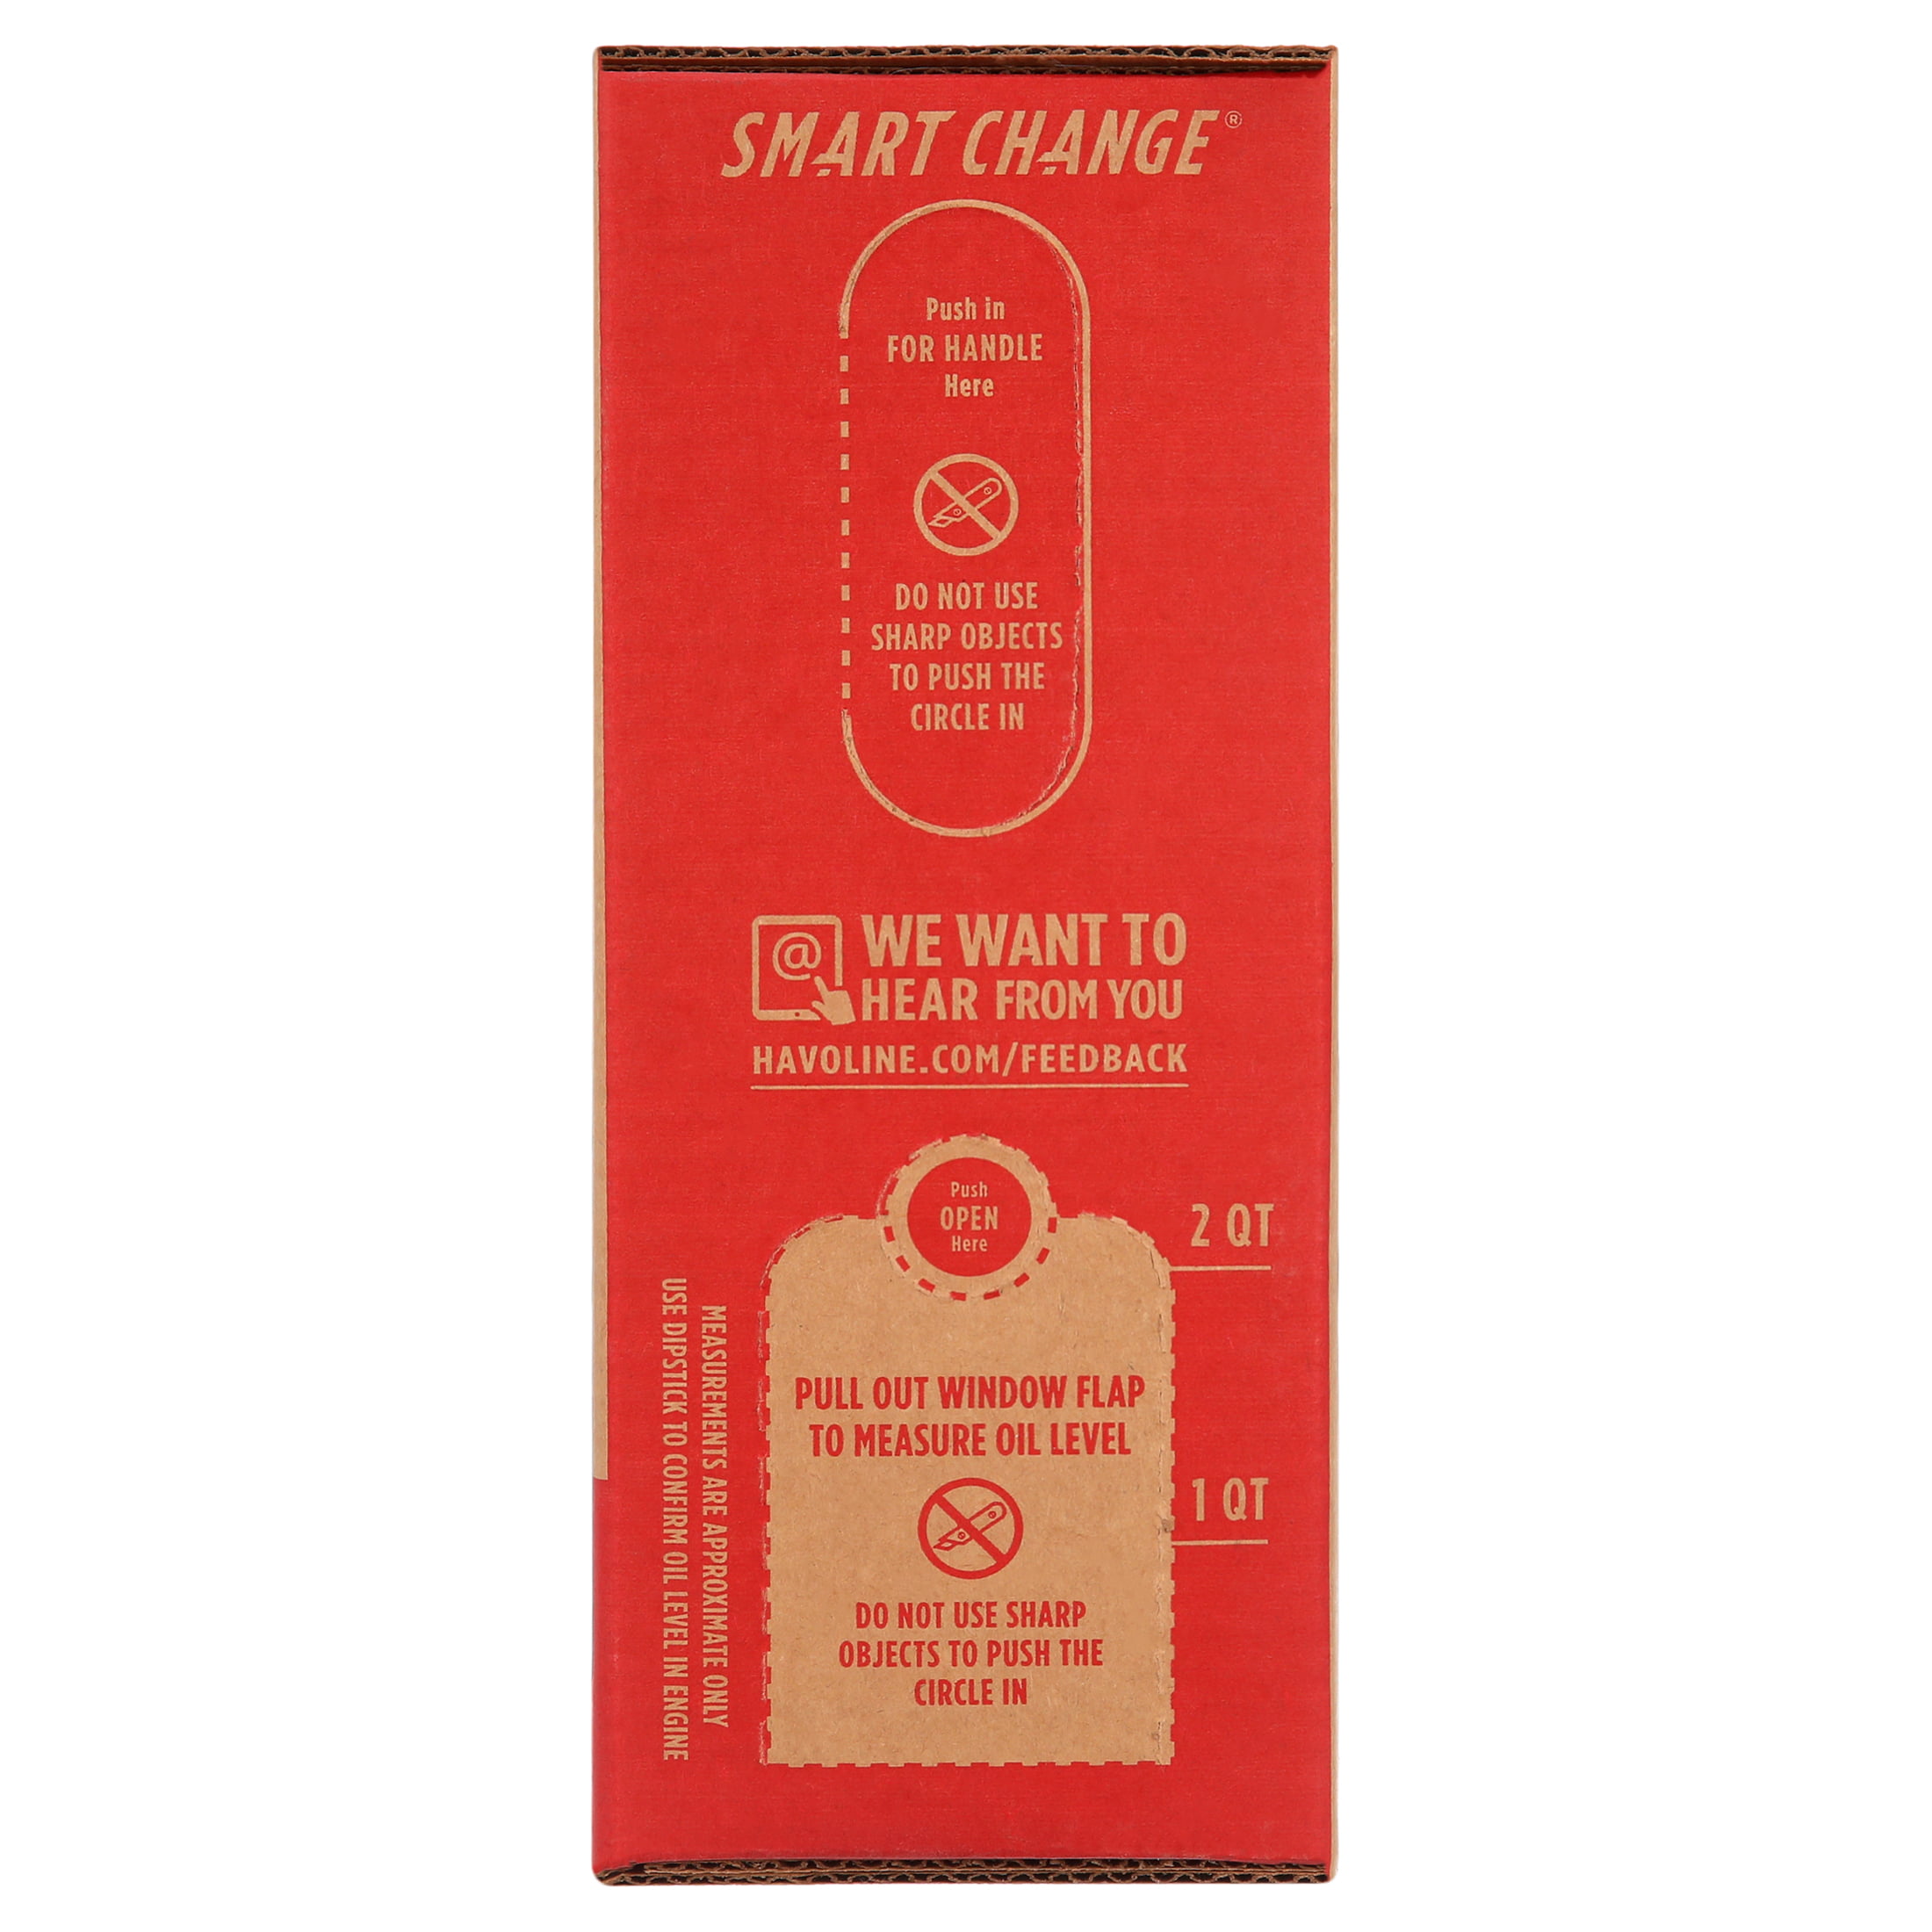 SMART CHANGE®
Push in
FOR HANDLE
Here
DO NOT USE
SHARP OBJECTS
TO PUSH THE
CIRCLE IN
@
WE WANT TO
HEAR FROM YOU
HAVOLINE.COM/FEEDBACK
Push
OPEN
Here
2 QT
PULL OUT WINDOW FLAP
TO MEASURE OIL LEVEL
1 QT
DO NOT USE SHARP
OBJECTS TO PUSH THE
CIRCLE IN
MEASUREMENTS ARE APPROXIMATE ONLY
USE DIPSTICK TO CONFIRM OIL LEVEL IN ENGINE